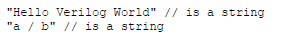 "Hello Verilog World" // is a string
"a / b" // is a string